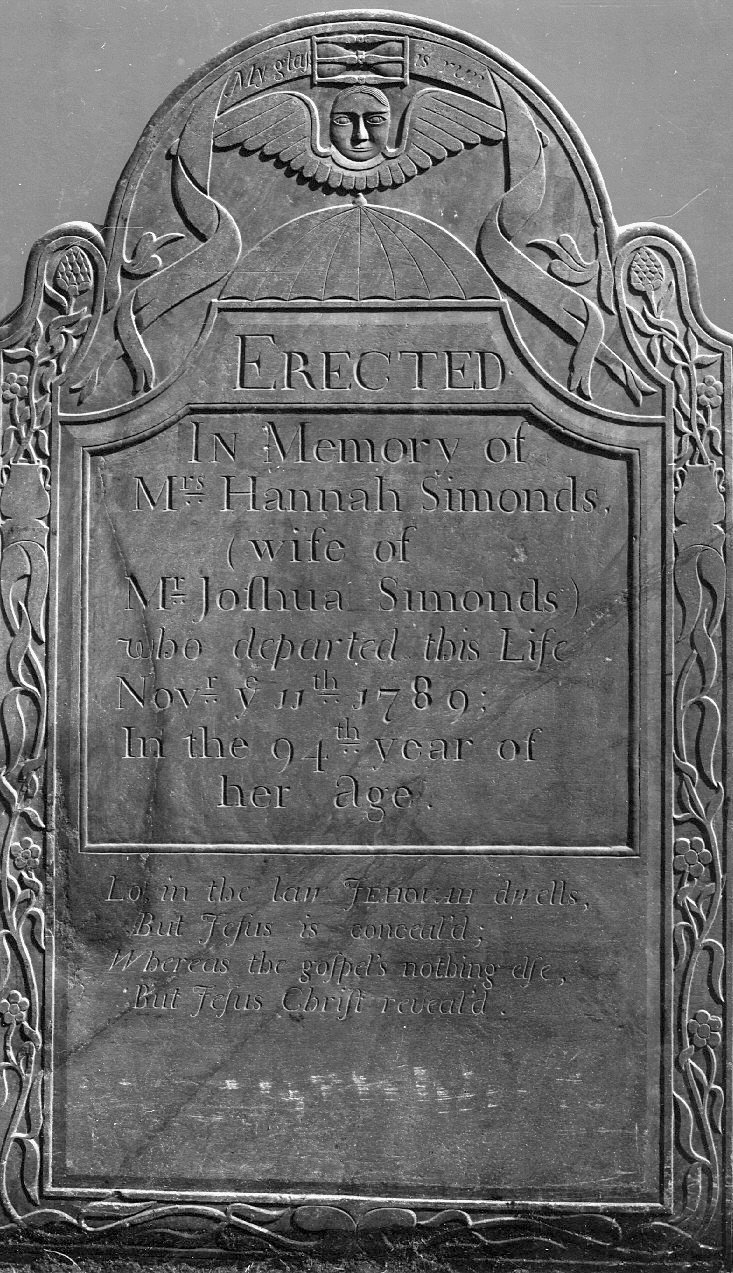 My glaſs is run
ERECTED
IN Memory of
Mrs Hannah Simonds,
(wife of
Mr Joſhua Simonds)
who departed this Life
Novr ye 11th 1789;
In the 94th year of
her Age.
Lo, in the law JEHOVAH dwells,
But Jeſus is conceal'd;
Whereas the goſpel's nothing elſe,
But Jeſus Chriſt reveal'd.